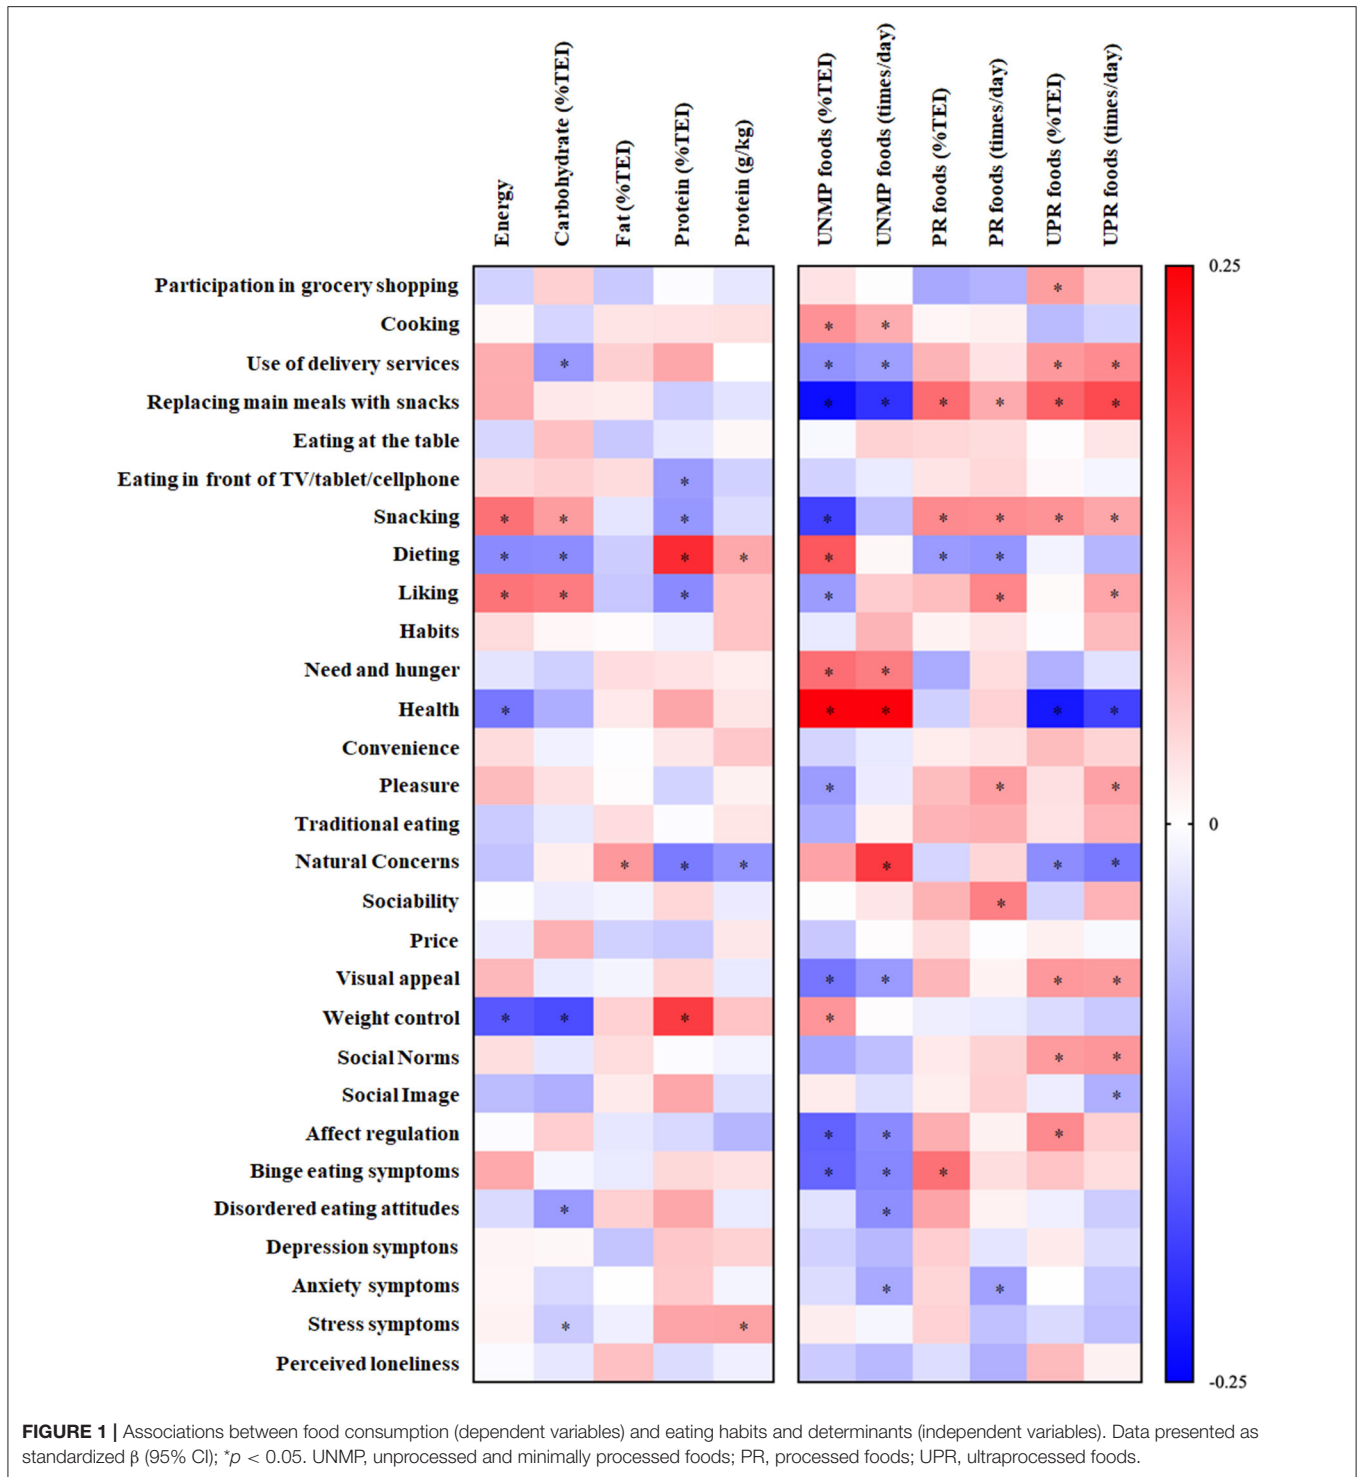 Energy
Carbohydrate (%TEI)
Fat (%TEI)
Protein (%TEI)
Protein (g/kg)
UNMP foods (%TEI)
UNMP foods (times/day)
PR foods (%TEI)
PR foods (times/day)
UPR foods (%TEI)
UPR foods (times/day)
Participation in grocery shopping *
Cooking * *
Use of delivery services * * * * *
Replacing main meals with snacks * * * * * *
Eating at the table
Eating in front of TV/tablet/cellphone *
Snacking * * * * * * * *
Dieting * * * * * * *
Liking * * * * * *
Habits
Need and hunger * *
Health * * * * *
Convenience
Pleasure * * *
Traditional eating
Natural Concerns * * * * * *
Sociability *
Price
Visual appeal * * * *
Weight control * * * *
Social Norms * *
Social Image *
Affect regulation * * *
Binge eating symptoms * * *
Disordered eating attitudes * *
Depression symptons
Anxiety symptoms * *
Stress symptoms * *
Perceived loneliness
0.25
0
-0.25
FIGURE 1 | Associations between food consumption (dependent variables) and eating habits and determinants (independent variables). Data presented as
standardized β (95% CI); *p < 0.05. UNMP, unprocessed and minimally processed foods; PR, processed foods; UPR, ultraprocessed foods.